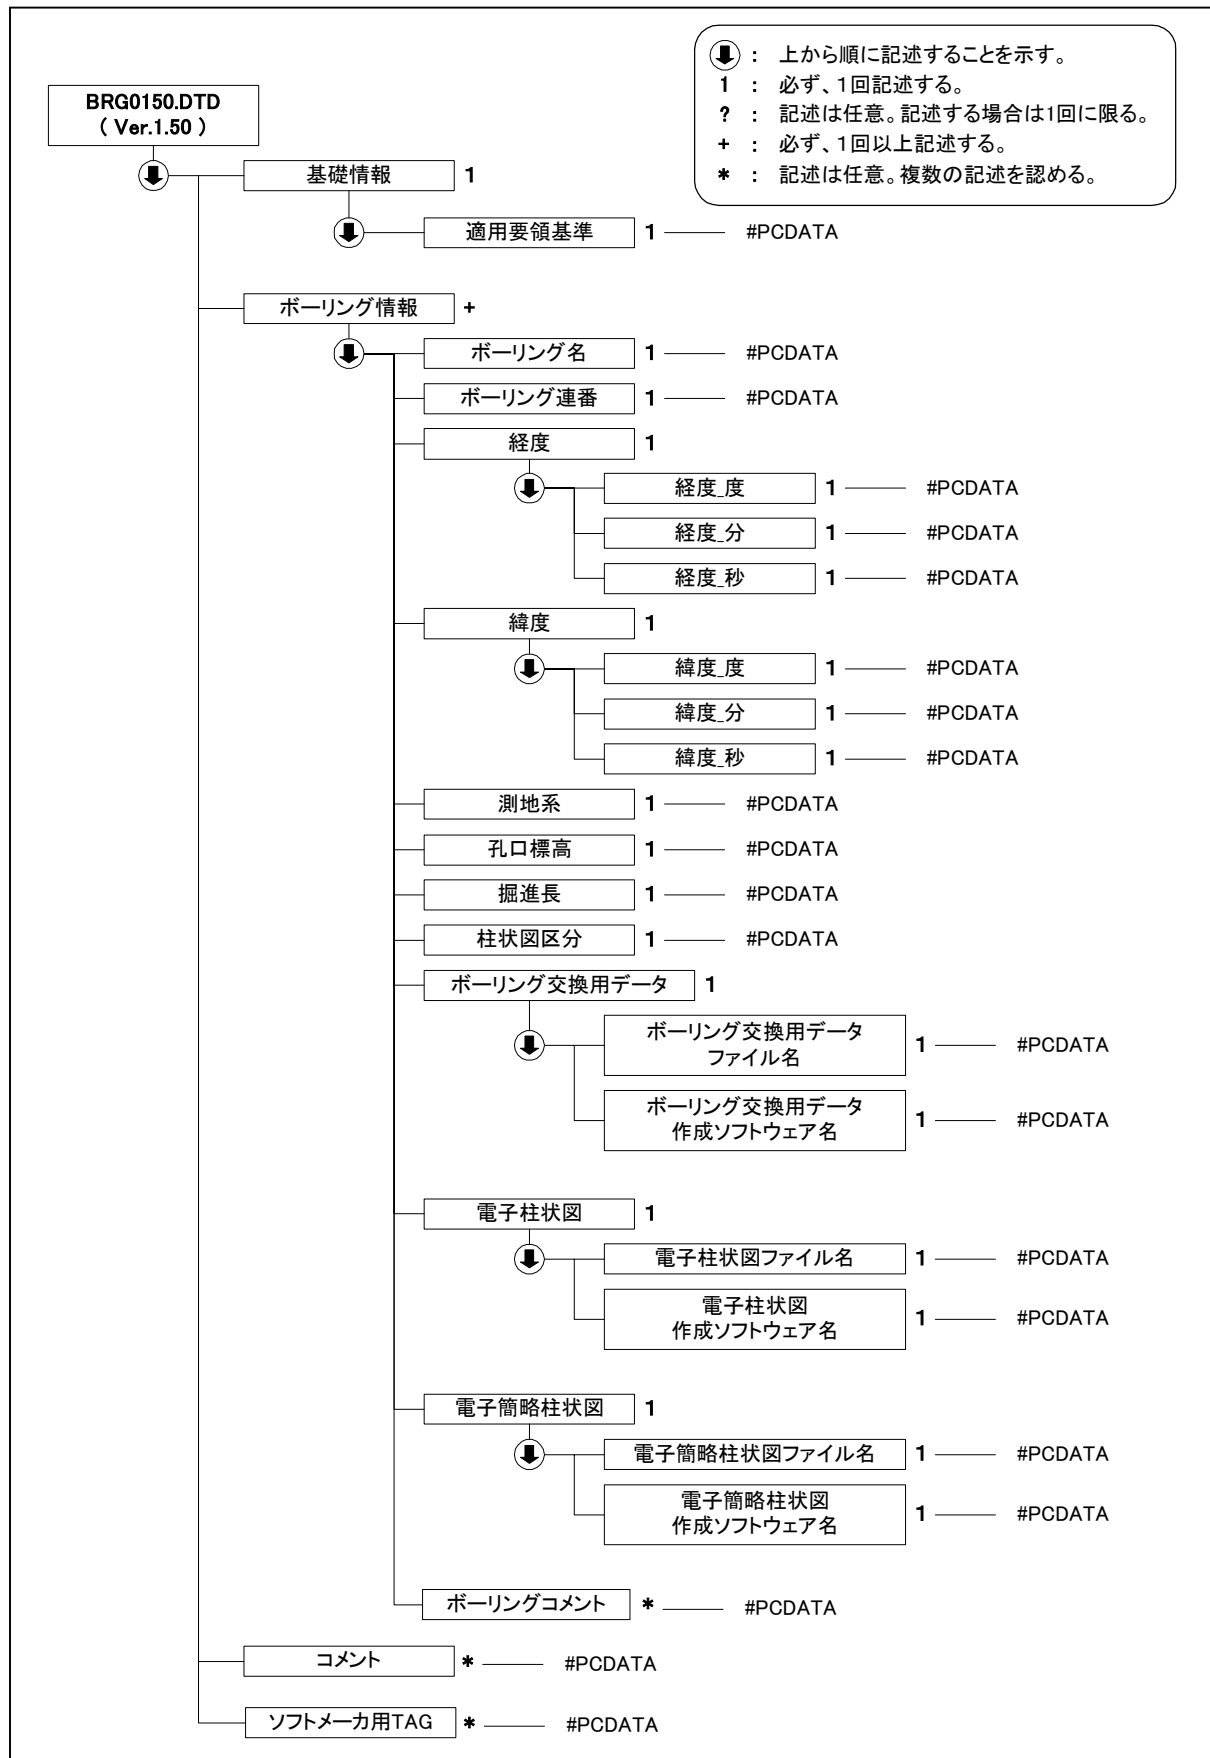 : 上から順に記述することを示す。
1 : 必ず、1回記述する。
? : 記述は任意。記述する場合は1回に限る。
+ : 必ず、1回以上記述する。
* : 記述は任意。複数の記述を認める。
BRG0150.DTD
( Ver.1.50 )
基礎情報 1
適用要領基準 1 #PCDATA
ボーリング情報 +
ボーリング名 1 #PCDATA
ボーリング連番 1 #PCDATA
経度 1
経度_度 1 #PCDATA
経度_分 1 #PCDATA
経度_秒 1 #PCDATA
緯度 1
緯度_度 1 #PCDATA
緯度_分 1 #PCDATA
緯度_秒 1 #PCDATA
測地系 1 #PCDATA
孔口標高 1 #PCDATA
掘進長 1 #PCDATA
柱状図区分 1 #PCDATA
ボーリング交換用データ 1
ボーリング交換用データ
ファイル名 1 #PCDATA
ボーリング交換用データ
作成ソフトウェア名 1 #PCDATA
電子柱状図 1
電子柱状図ファイル名 1 #PCDATA
電子柱状図
作成ソフトウェア名 1 #PCDATA
電子簡略柱状図 1
電子簡略柱状図ファイル名 1 #PCDATA
電子簡略柱状図
作成ソフトウェア名 1 #PCDATA
ボーリングコメント * #PCDATA
コメント * #PCDATA
ソフトメーカ用TAG * #PCDATA